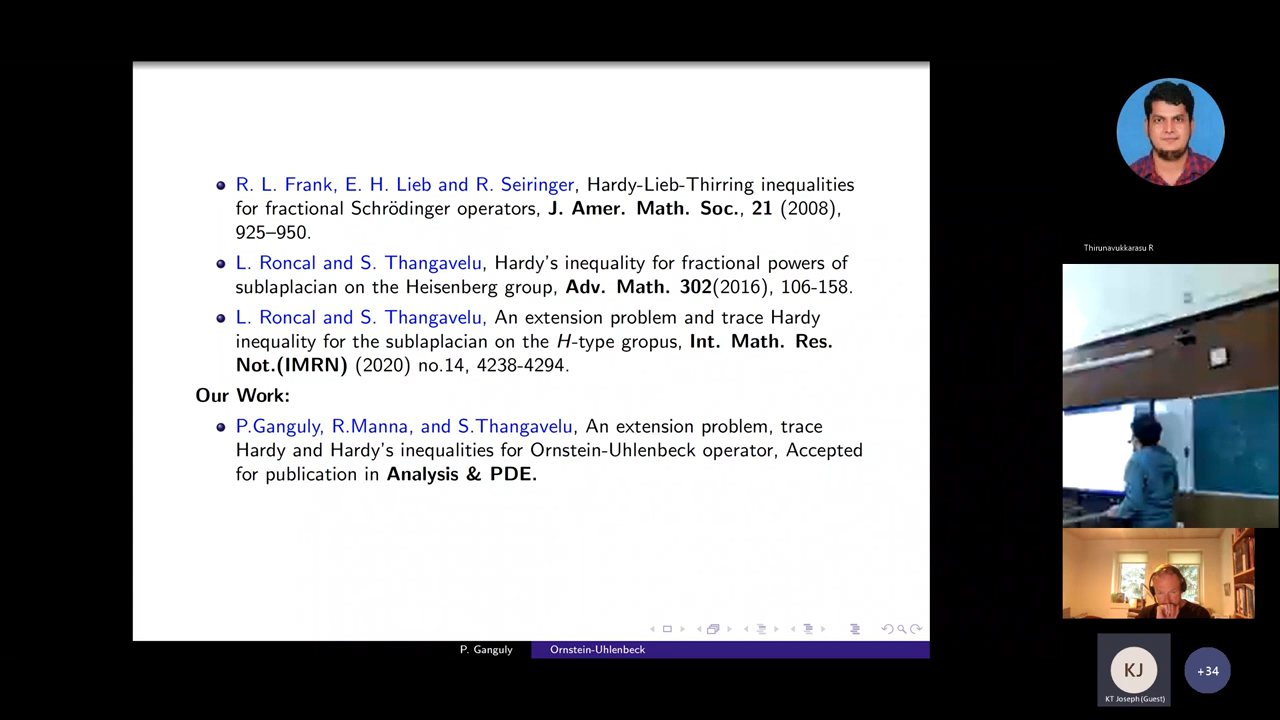 R. L. Frank, E. H. Lieb and R. Seiringer, Hardy-Lieb-Thirring inequalities
for fractional Schrödinger operators, J. Amer. Math. Soc., 21 (2008),
925–950.
L. Roncal and S. Thangavelu, Hardy's inequality for fractional powers of
sublaplacian on the Heisenberg group, Adv. Math. 302(2016), 106-158.
L. Roncal and S. Thangavelu, An extension problem and trace Hardy
inequality for the sublaplacian on the H-type gropus, Int. Math. Res.
Not.(IMRN) (2020) no.14, 4238-4294.
Our Work:
P.Ganguly, R.Manna, and S.Thangavelu, An extension problem, trace
Hardy and Hardy's inequalities for Ornstein-Uhlenbeck operator, Accepted
for publication in Analysis & PDE.
P. Ganguly Ornstein-Uhlenbeck
Thirunavukkarasu R
KJ
KT Joseph (Guest)
+34